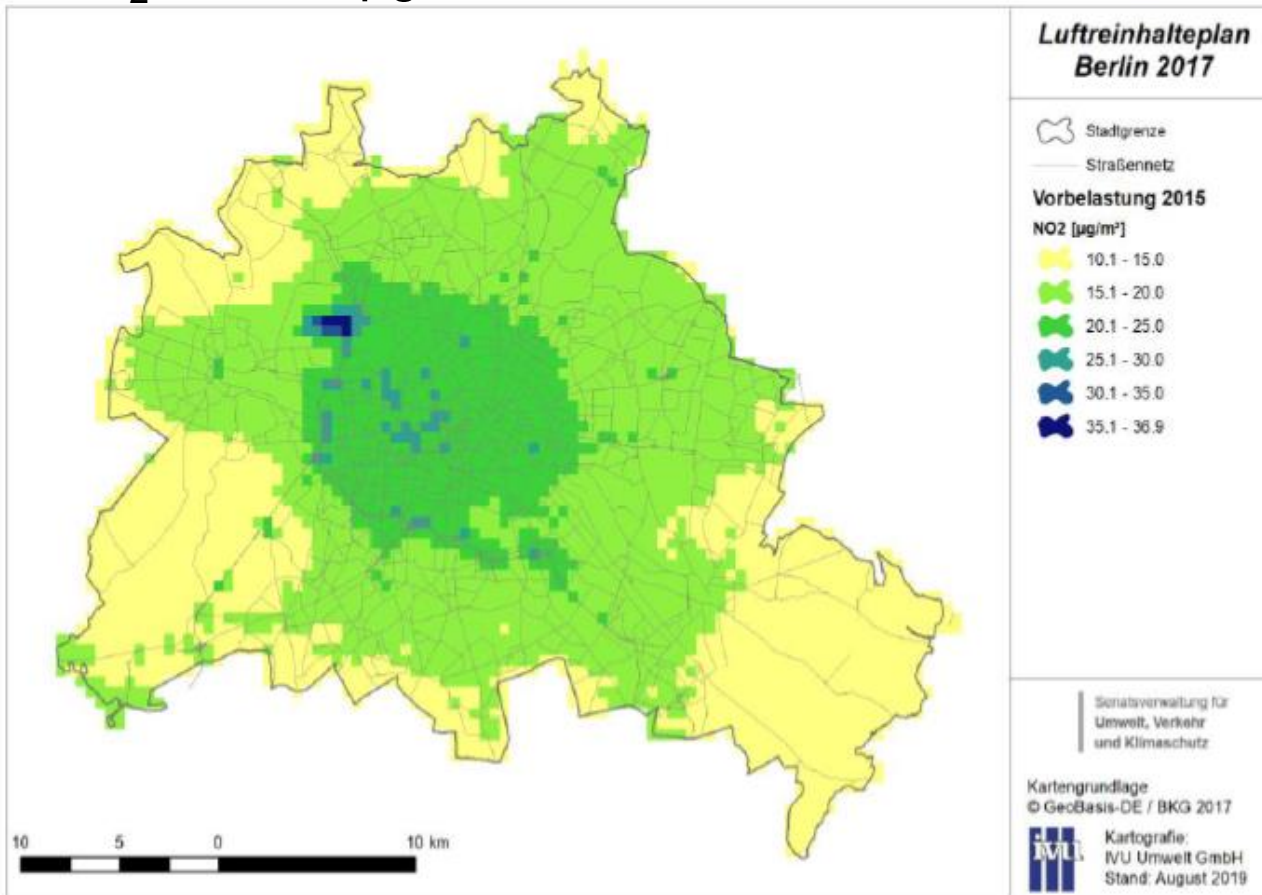 Luftreinhalteplan
Berlin 2017
Stadtgrenze
Straßennetz
Vorbelastung 2015
NO2 [µg/m³]
10.1 - 15.0
15.1 - 20.0
20.1 - 25.0
25.1 - 30.0
30.1 - 35.0
35.1 - 36.9
Senatsverwaltung für
Umwelt, Verkehr
und Klimaschutz
Kartengrundlage
© GeoBasis-DE / BKG 2017
ivu
Kartografie:
IVU Umwelt GmbH
Stand: August 2019
10 5 0 10 km